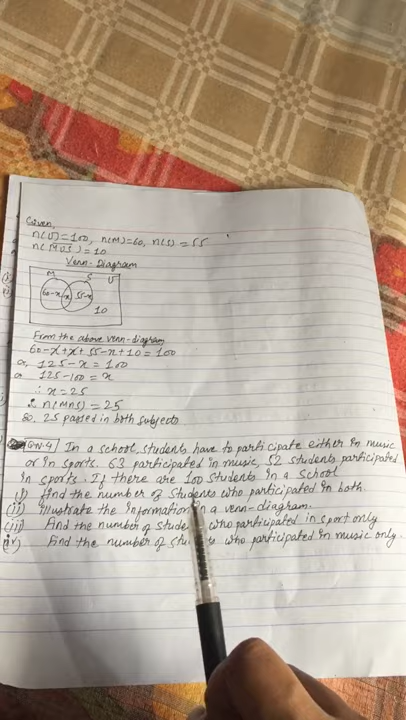 Given,
n(U)=100, n(M)=60, n(S)=55
n(MUS)=10
Venn-Diagram
M S U
60-x x 55-x
10
From the above venn-diagram
60-x+x+55-x+10=100
or, 125-x=100
or 125-100=x
∴ x=25
∴ n(MnS)=25
So, 25 passed in both subjects
Q.N.4) In a school, students have to participate either in music
or in sports. 63 participated in music, 52 students participated
in sports. If there are 100 students in a school
(i) find the number of students who participated in both
(ii) illustrate the information in a venn-diagram.
(iii) find the number of who participated in sport only
iv) find the number of who participated in music only.